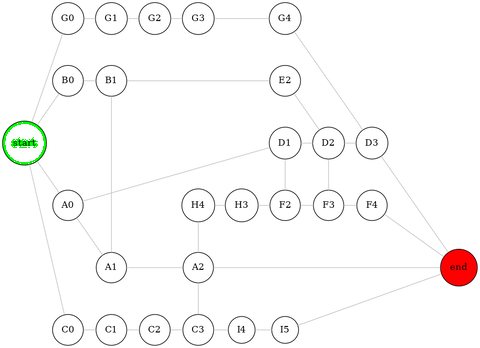 G0 G1 G2 G3 G4
B0 B1 E2
start D1 D2 D3
A0 H4 H3 F2 F3 F4
A1 A2 end
C0 C1 C2 C3 I4 I5